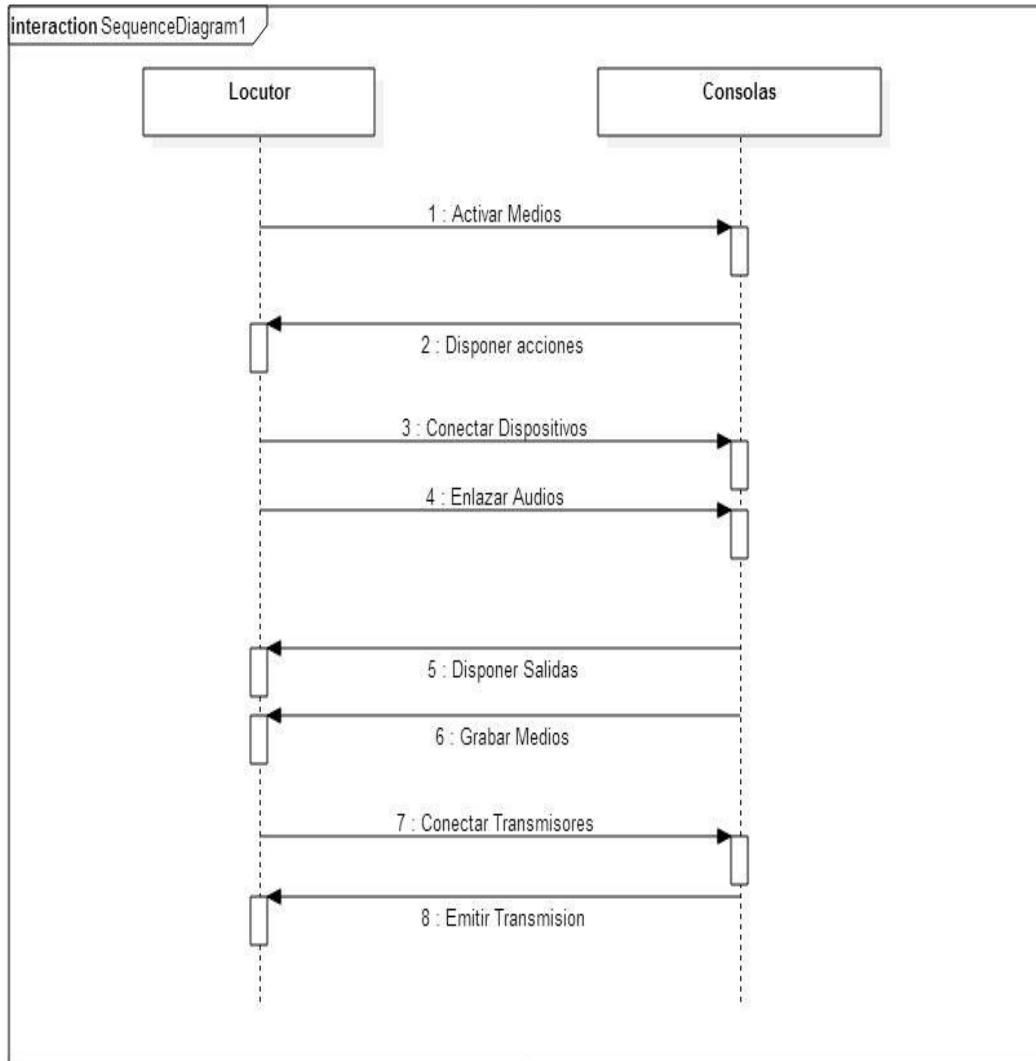 interaction SequenceDiagram1
Locutor
Consolas
1 : Activar Medios
2 : Disponer acciones
3 : Conectar Dispositivos
4 : Enlazar Audios
5 : Disponer Salidas
6 : Grabar Medios
7 : Conectar Transmisores
8 : Emitir Transmision